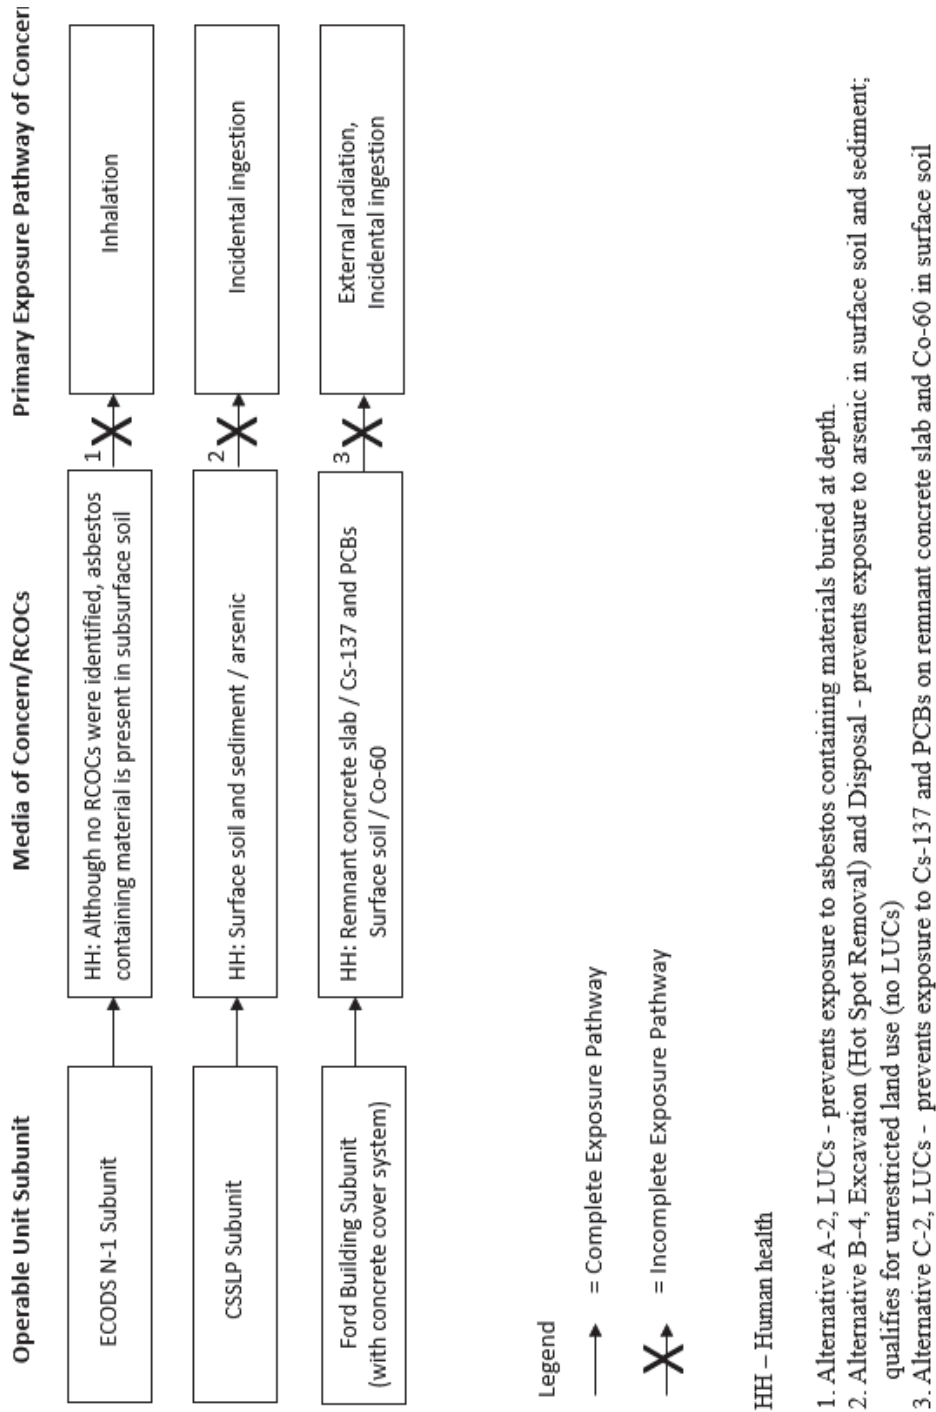 Operable Unit Subunit
Media of Concern/RCOCs
Primary Exposure Pathway of Concern
ECODS N-1 Subunit
HH: Although no RCOCs were identified, asbestos
containing material is present in subsurface soil
1
Inhalation
CSSLP Subunit
HH: Surface soil and sediment / arsenic
2
Incidental ingestion
Ford Building Subunit
(with concrete cover system)
HH: Remnant concrete slab / Cs-137 and PCBs
Surface soil / Co-60
3
External radiation,
Incidental ingestion
Legend
= Complete Exposure Pathway
= Incomplete Exposure Pathway
HH – Human health
1. Alternative A-2, LUCs - prevents exposure to asbestos containing materials buried at depth.
2. Alternative B-4, Excavation (Hot Spot Removal) and Disposal - prevents exposure to arsenic in surface soil and sediment;
qualifies for unrestricted land use (no LUCs)
3. Alternative C-2, LUCs - prevents exposure to Cs-137 and PCBs on remnant concrete slab and Co-60 in surface soil